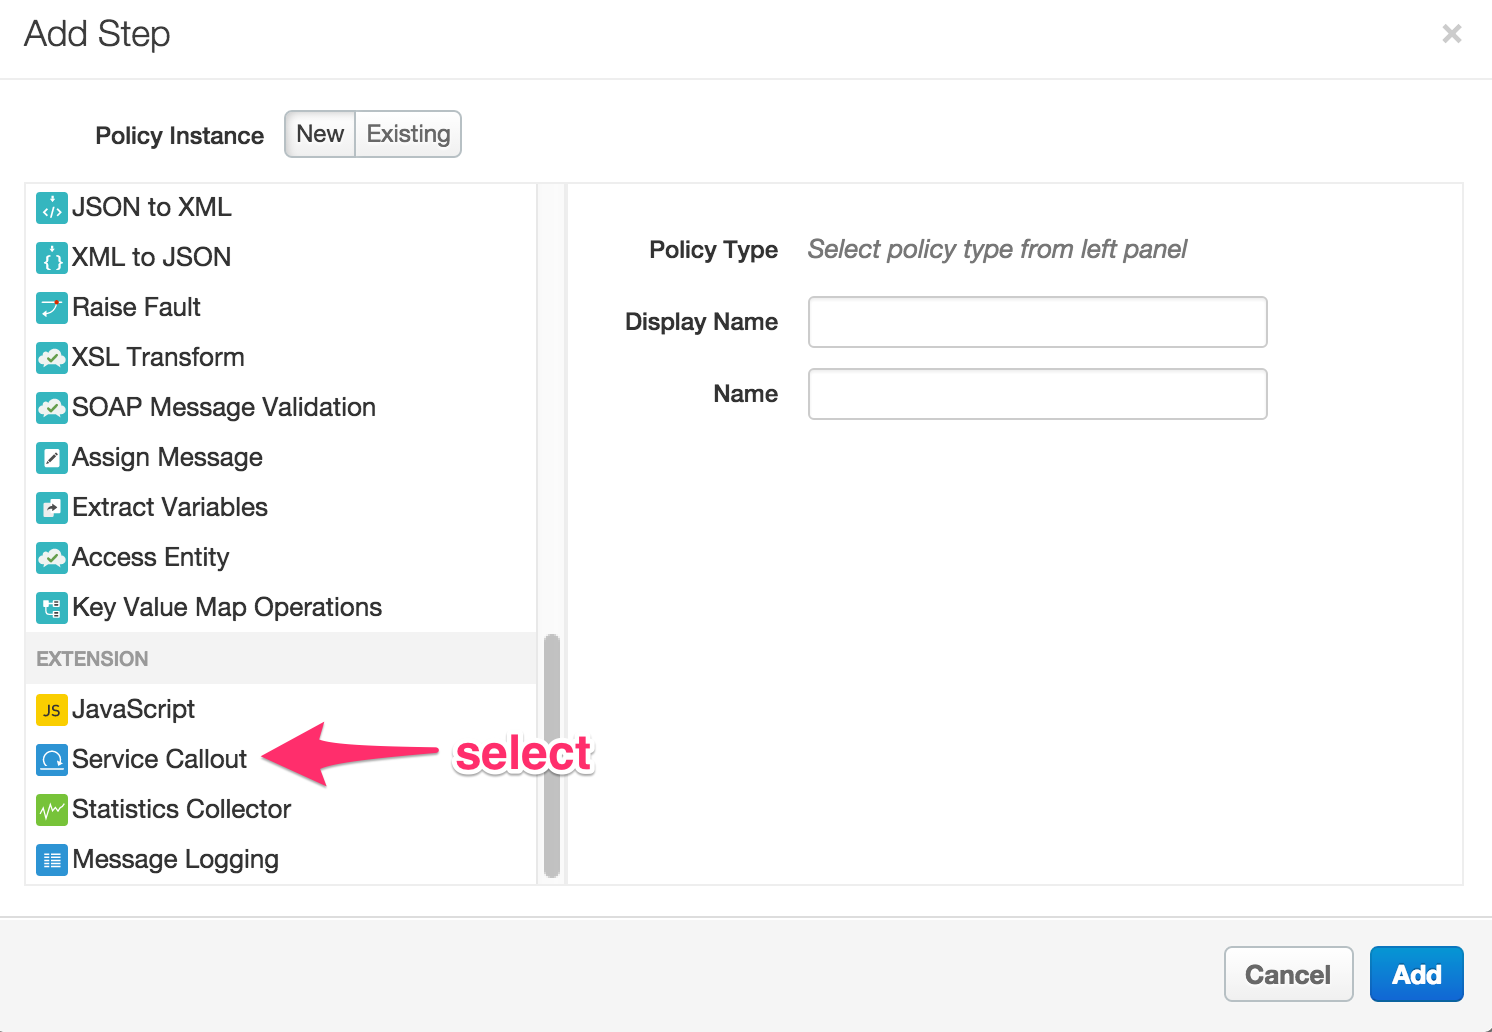 Add Step
×
Policy Instance New Existing
JSON to XML
XML to JSON
Raise Fault
XSL Transform
SOAP Message Validation
Assign Message
Extract Variables
Access Entity
Key Value Map Operations
EXTENSION
JS JavaScript
Service Callout
select
Statistics Collector
Message Logging
Policy Type Select policy type from left panel
Display Name
Name
Cancel Add